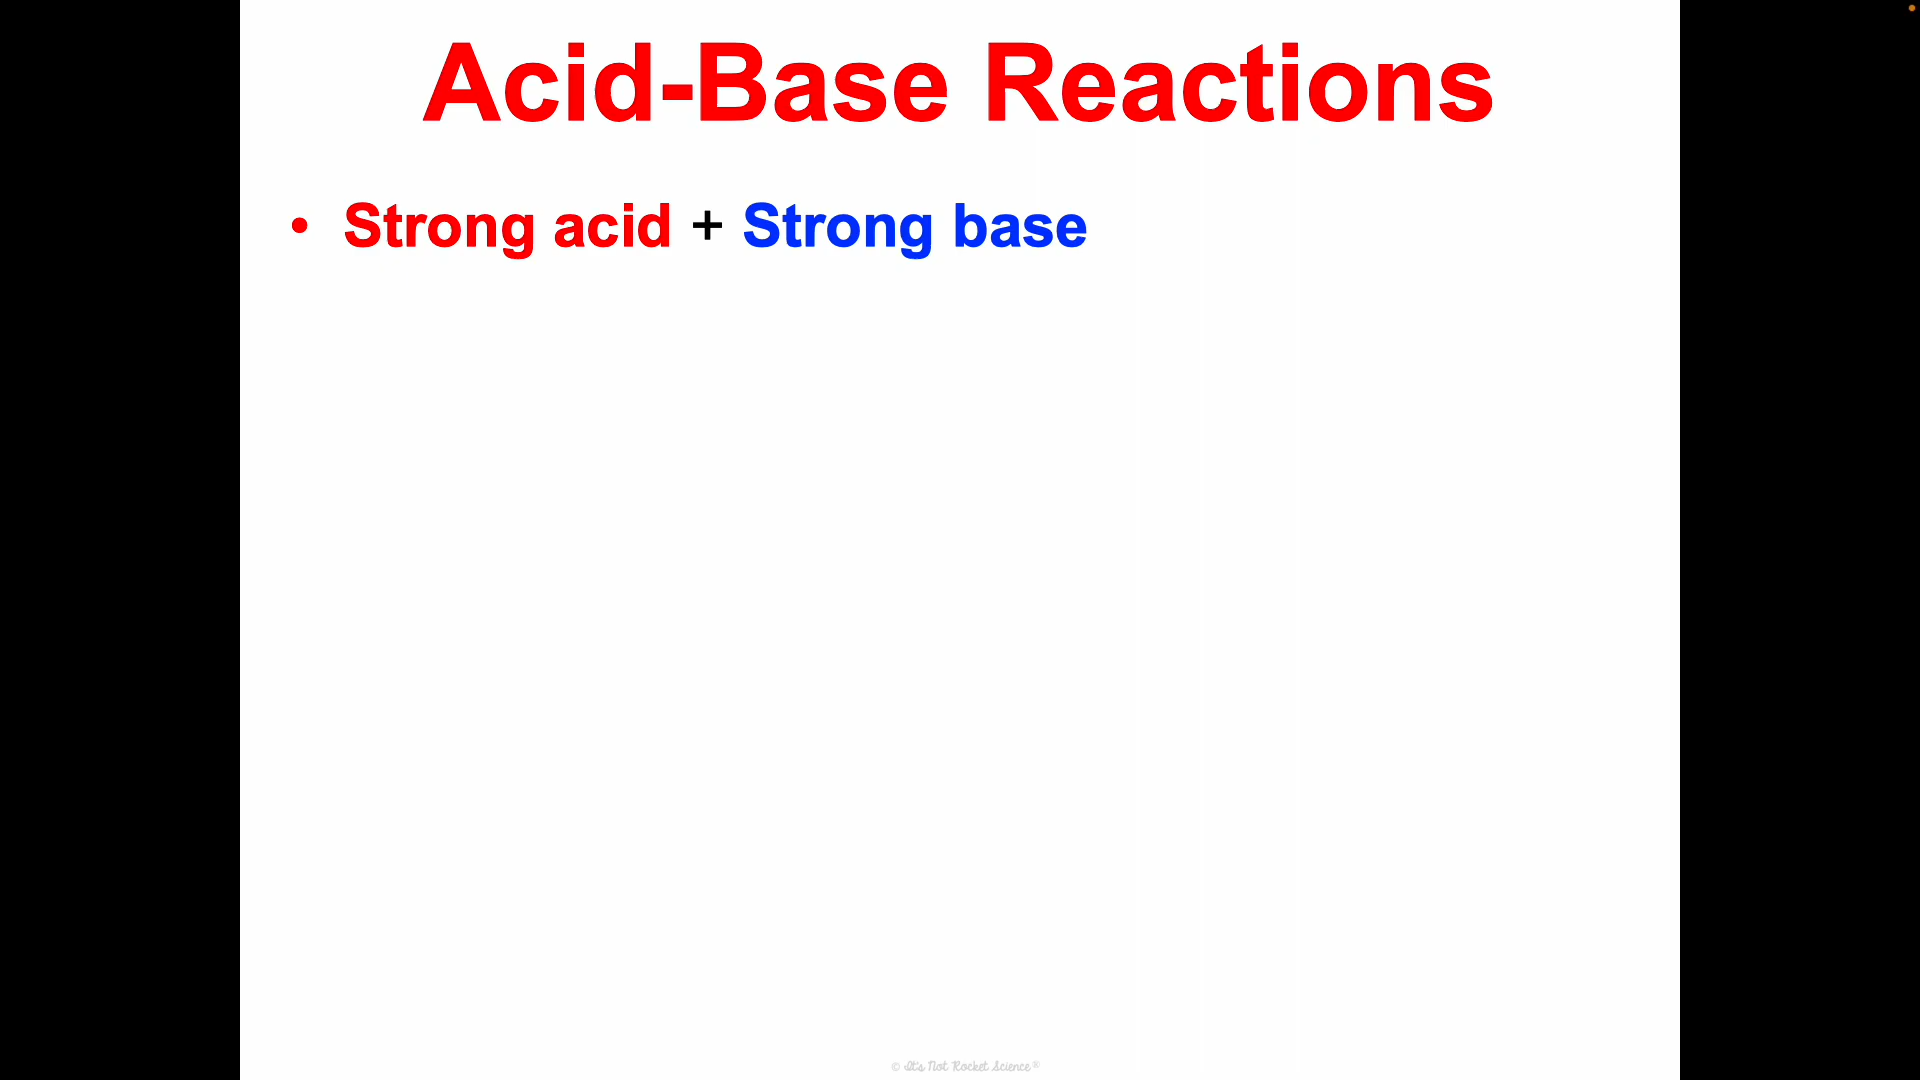 Acid-Base Reactions
• Strong acid + Strong base
© It's Not Rocket Science®